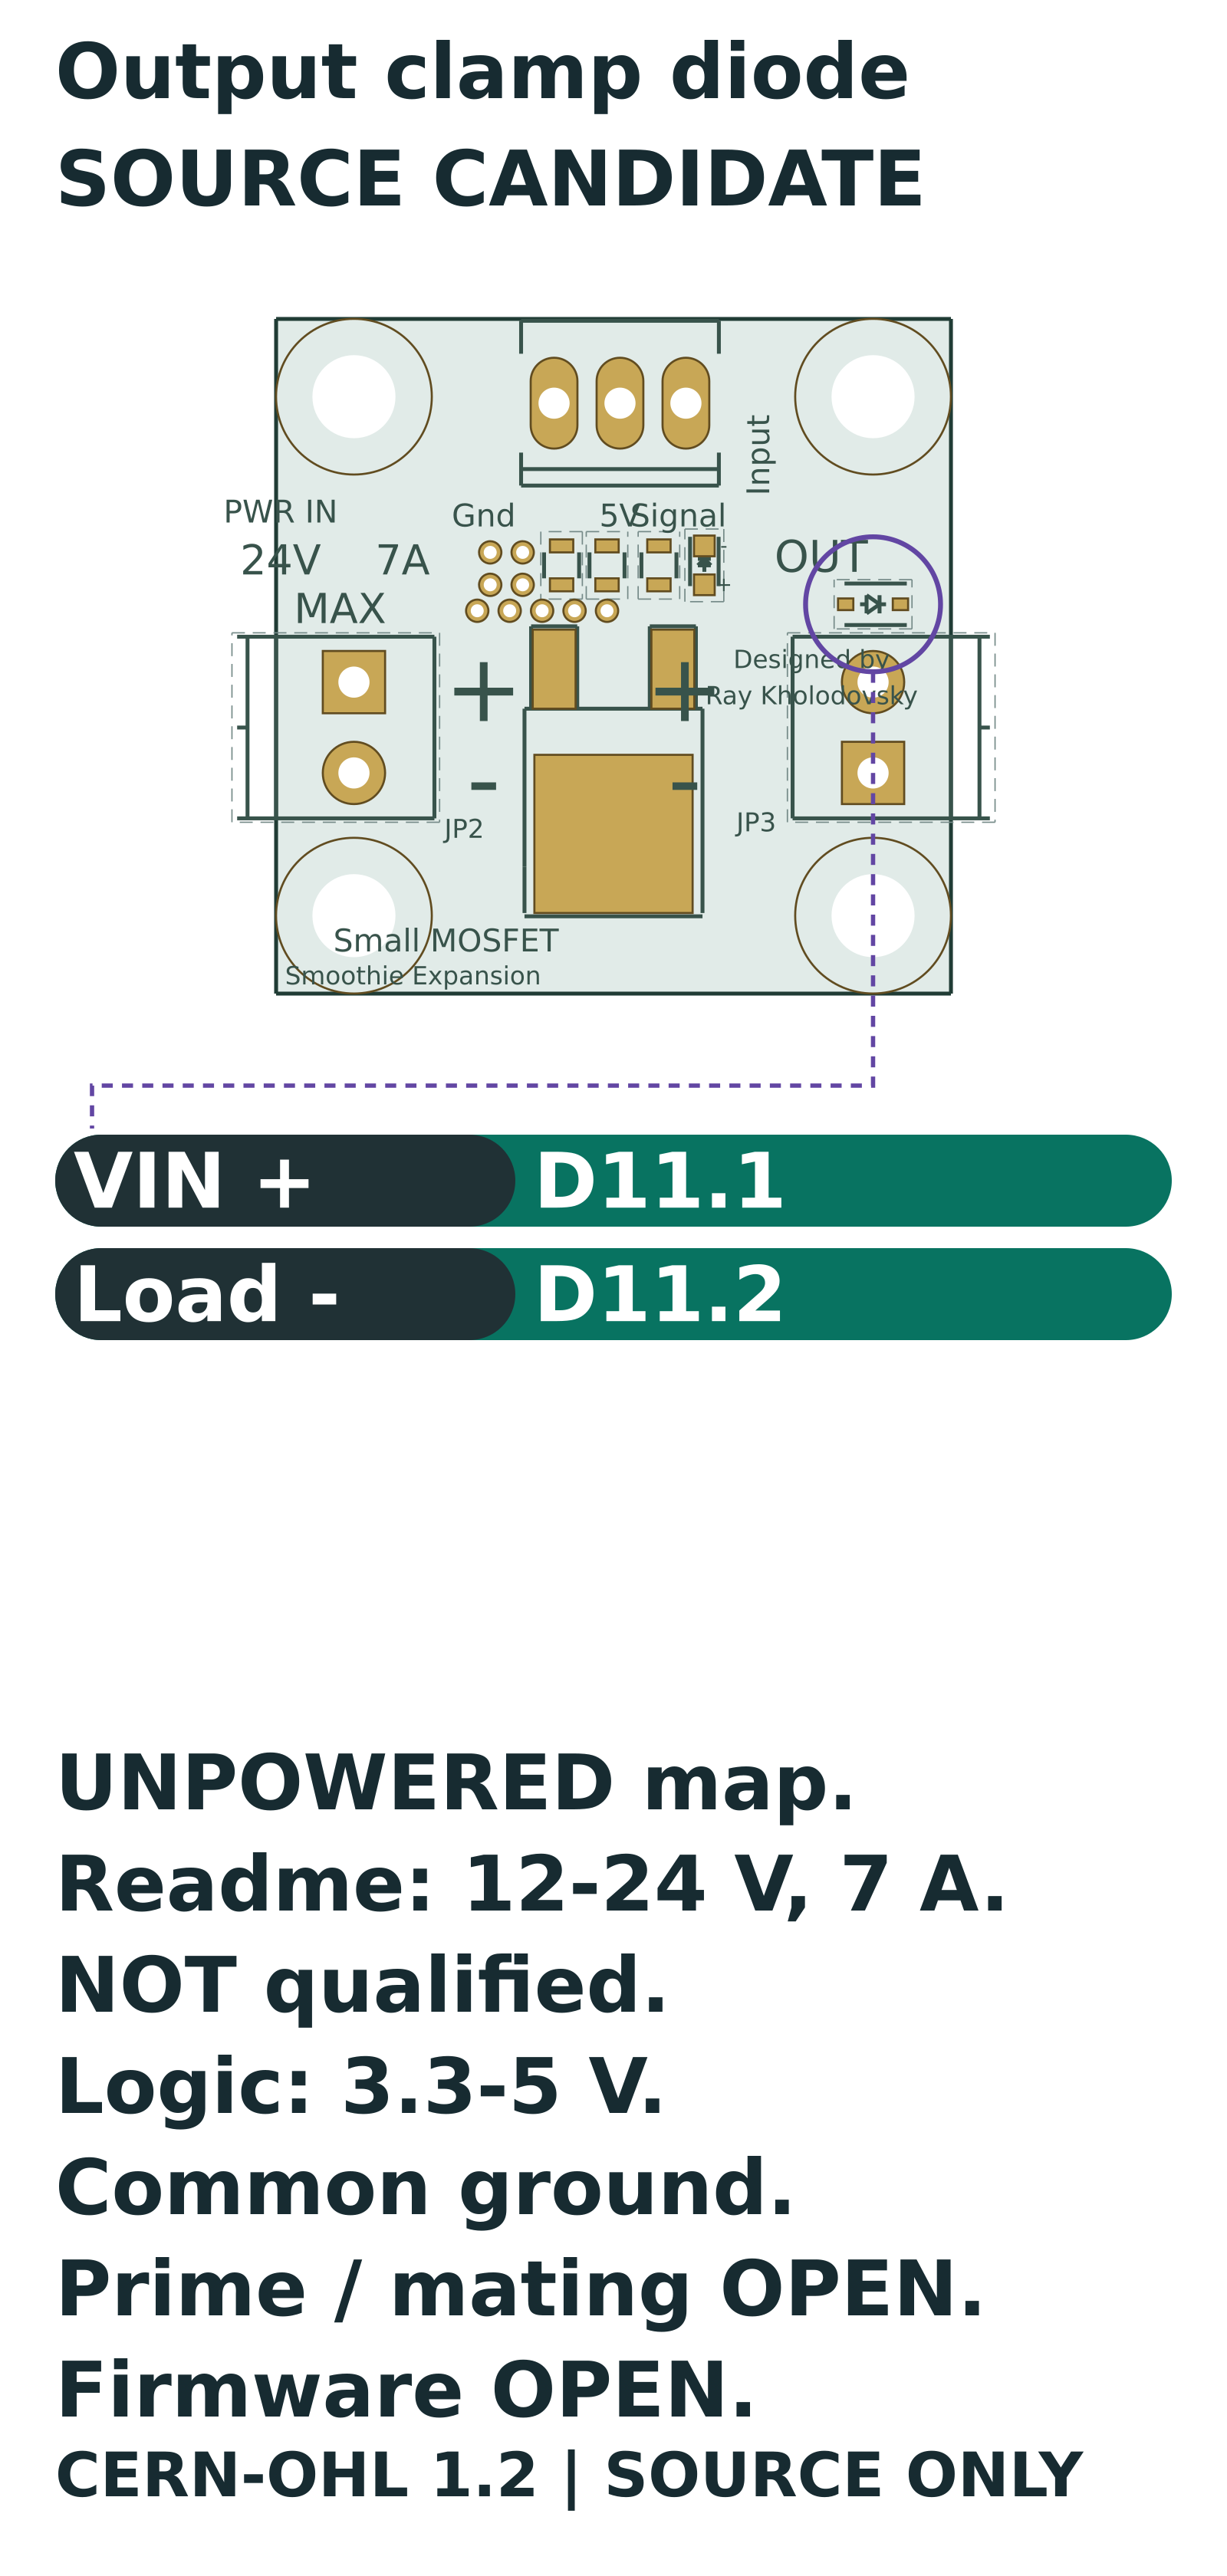 Output clamp diode
SOURCE CANDIDATE
Input
PWR IN
Gnd 5V Signal
24V 7A
OUT
MAX
-
+
Designed by
Ray Kholodovsky
+ +
- -
JP2
JP3
Small MOSFET
Smoothie Expansion
VIN + D11.1
Load - D11.2
UNPOWERED map.
Readme: 12-24 V, 7 A.
NOT qualified.
Logic: 3.3-5 V.
Common ground.
Prime / mating OPEN.
Firmware OPEN.
CERN-OHL 1.2 | SOURCE ONLY